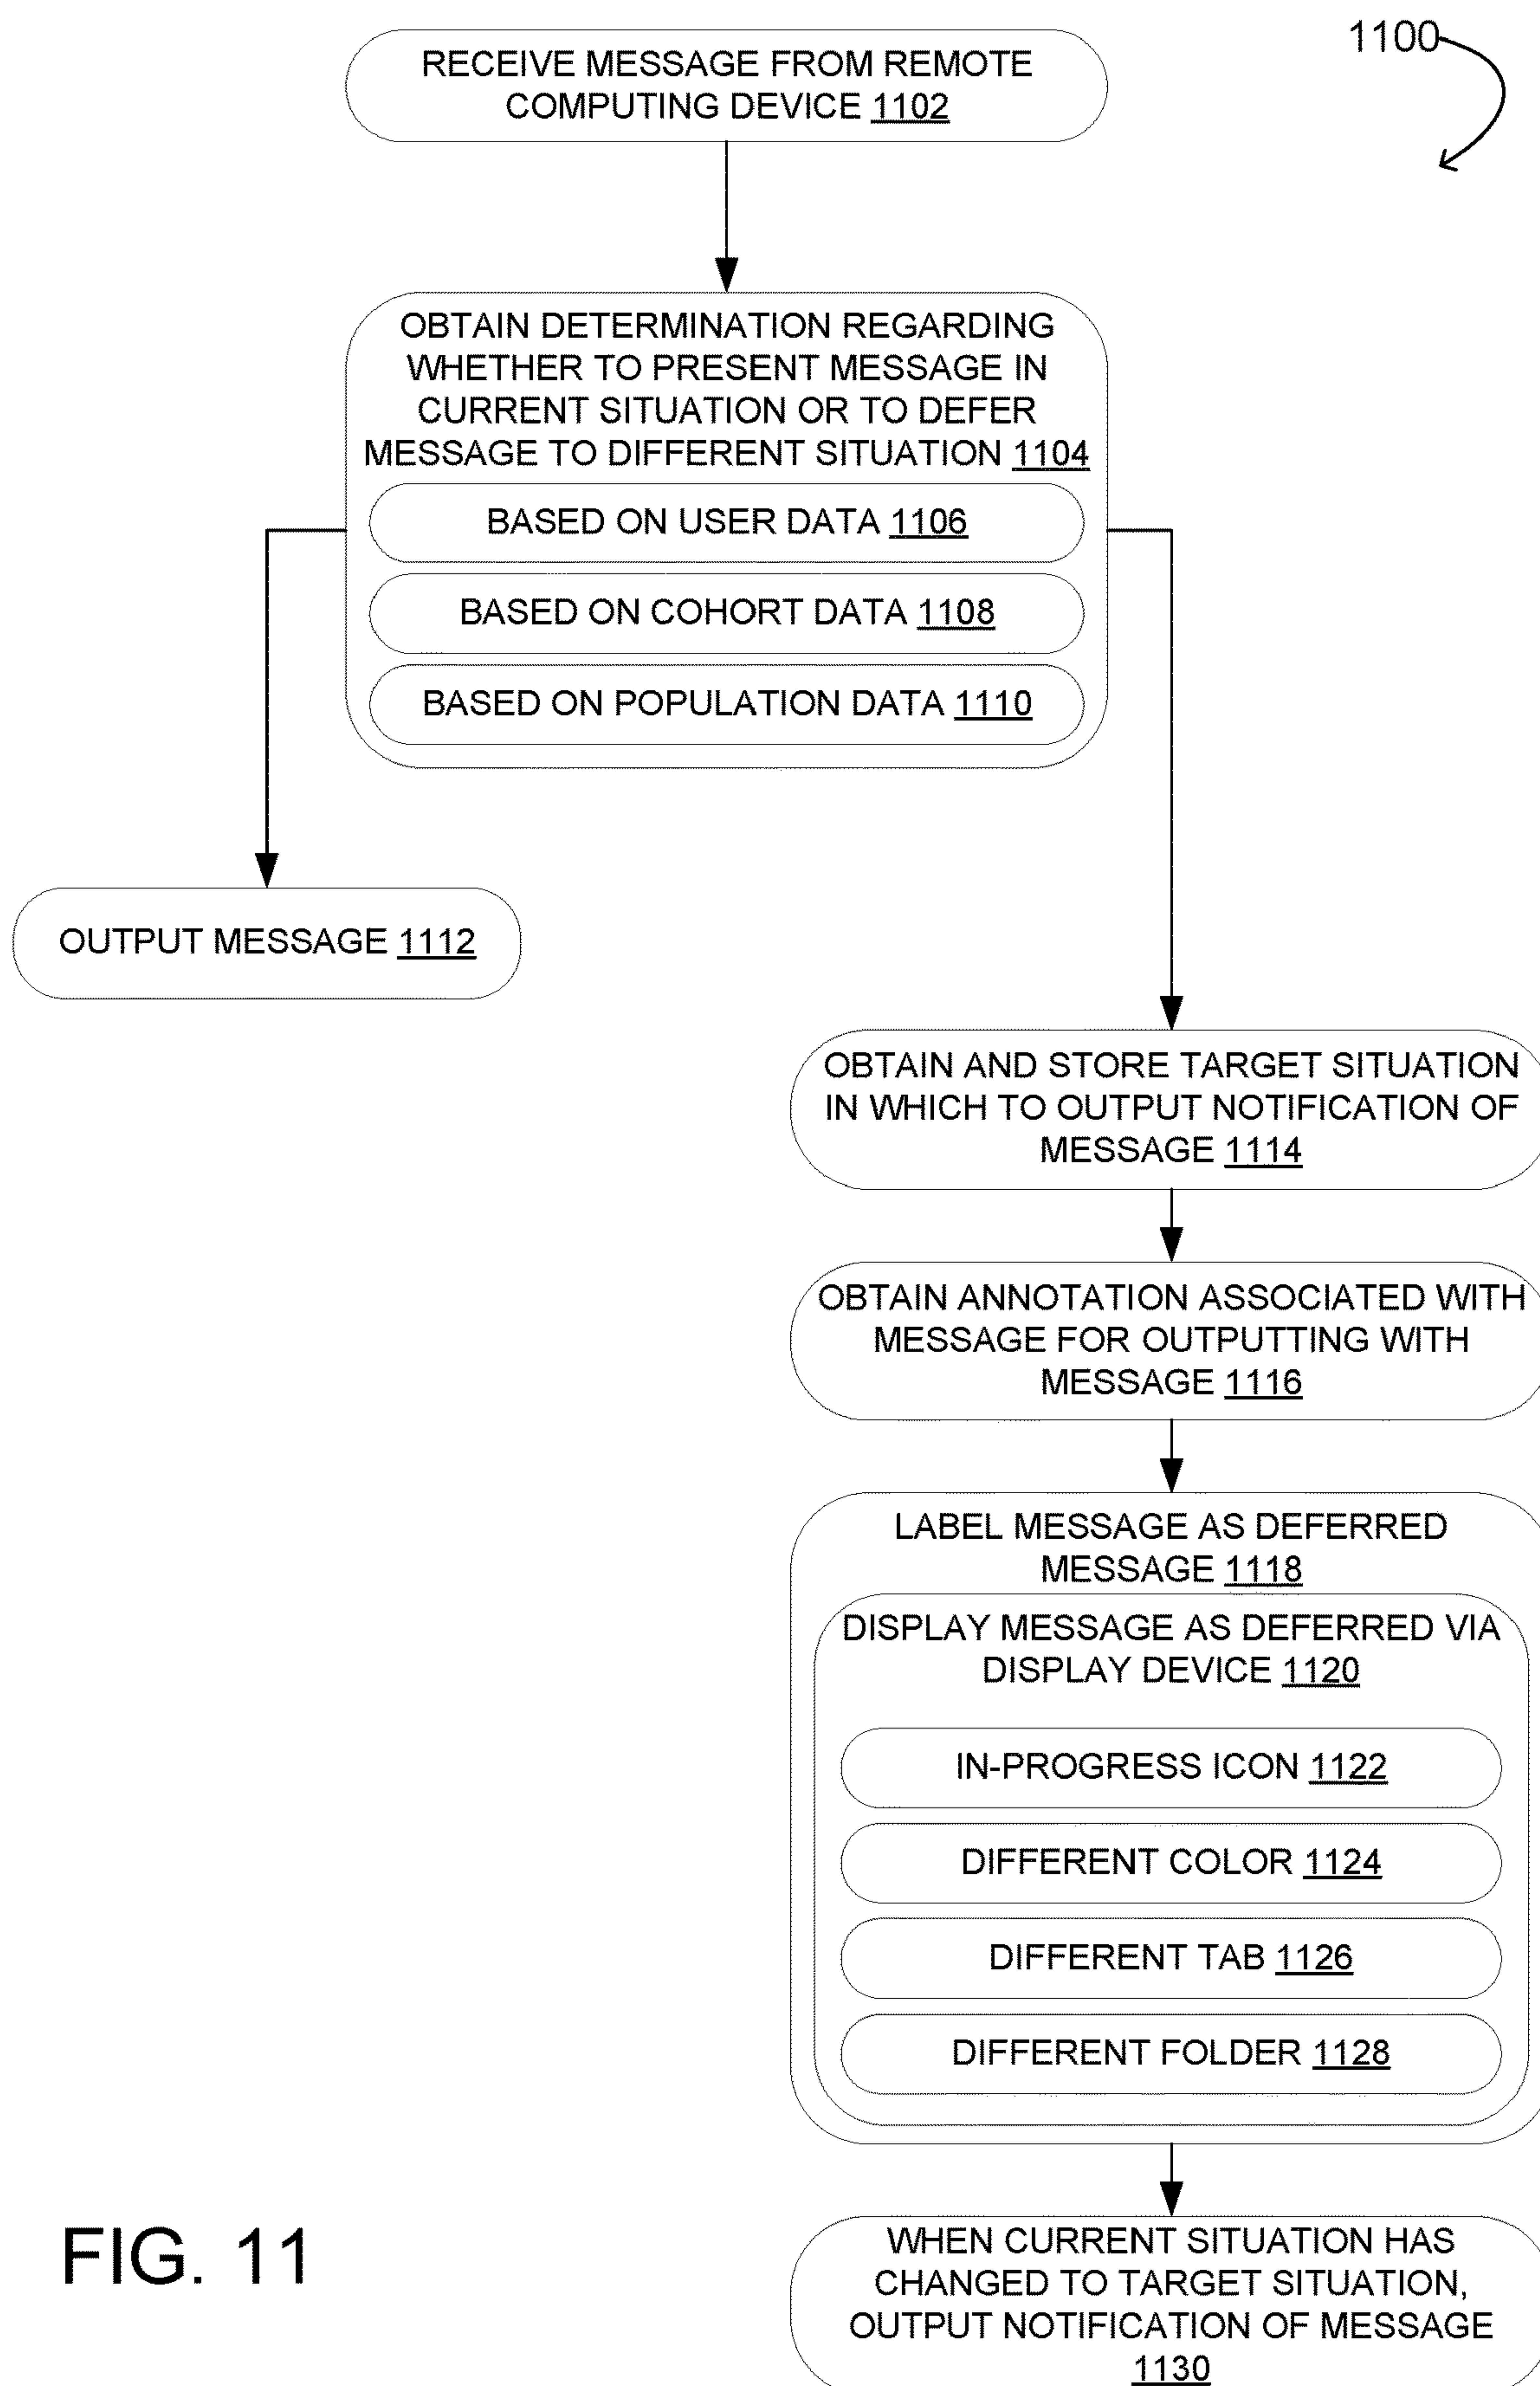 1100
RECEIVE MESSAGE FROM REMOTE
COMPUTING DEVICE 1102
OBTAIN DETERMINATION REGARDING
WHETHER TO PRESENT MESSAGE IN
CURRENT SITUATION OR TO DEFER
MESSAGE TO DIFFERENT SITUATION 1104
BASED ON USER DATA 1106
BASED ON COHORT DATA 1108
BASED ON POPULATION DATA 1110
OUTPUT MESSAGE 1112
OBTAIN AND STORE TARGET SITUATION
IN WHICH TO OUTPUT NOTIFICATION OF
MESSAGE 1114
OBTAIN ANNOTATION ASSOCIATED WITH
MESSAGE FOR OUTPUTTING WITH
MESSAGE 1116
LABEL MESSAGE AS DEFERRED
MESSAGE 1118
DISPLAY MESSAGE AS DEFERRED VIA
DISPLAY DEVICE 1120
IN-PROGRESS ICON 1122
DIFFERENT COLOR 1124
DIFFERENT TAB 1126
DIFFERENT FOLDER 1128
WHEN CURRENT SITUATION HAS
CHANGED TO TARGET SITUATION,
OUTPUT NOTIFICATION OF MESSAGE
1130
FIG. 11